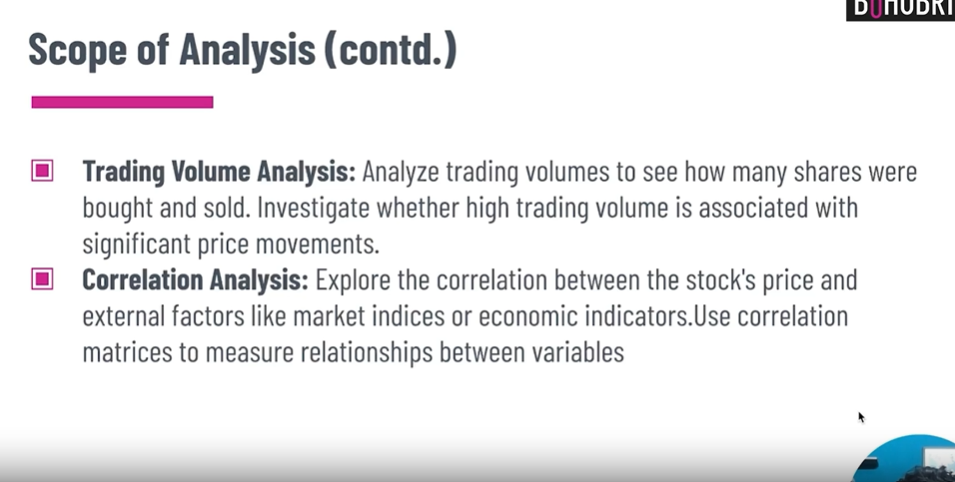 Scope of Analysis (contd.)
Trading Volume Analysis: Analyze trading volumes to see how many shares were
bought and sold. Investigate whether high trading volume is associated with
significant price movements.
Correlation Analysis: Explore the correlation between the stock's price and
external factors like market indices or economic indicators.Use correlation
matrices to measure relationships between variables